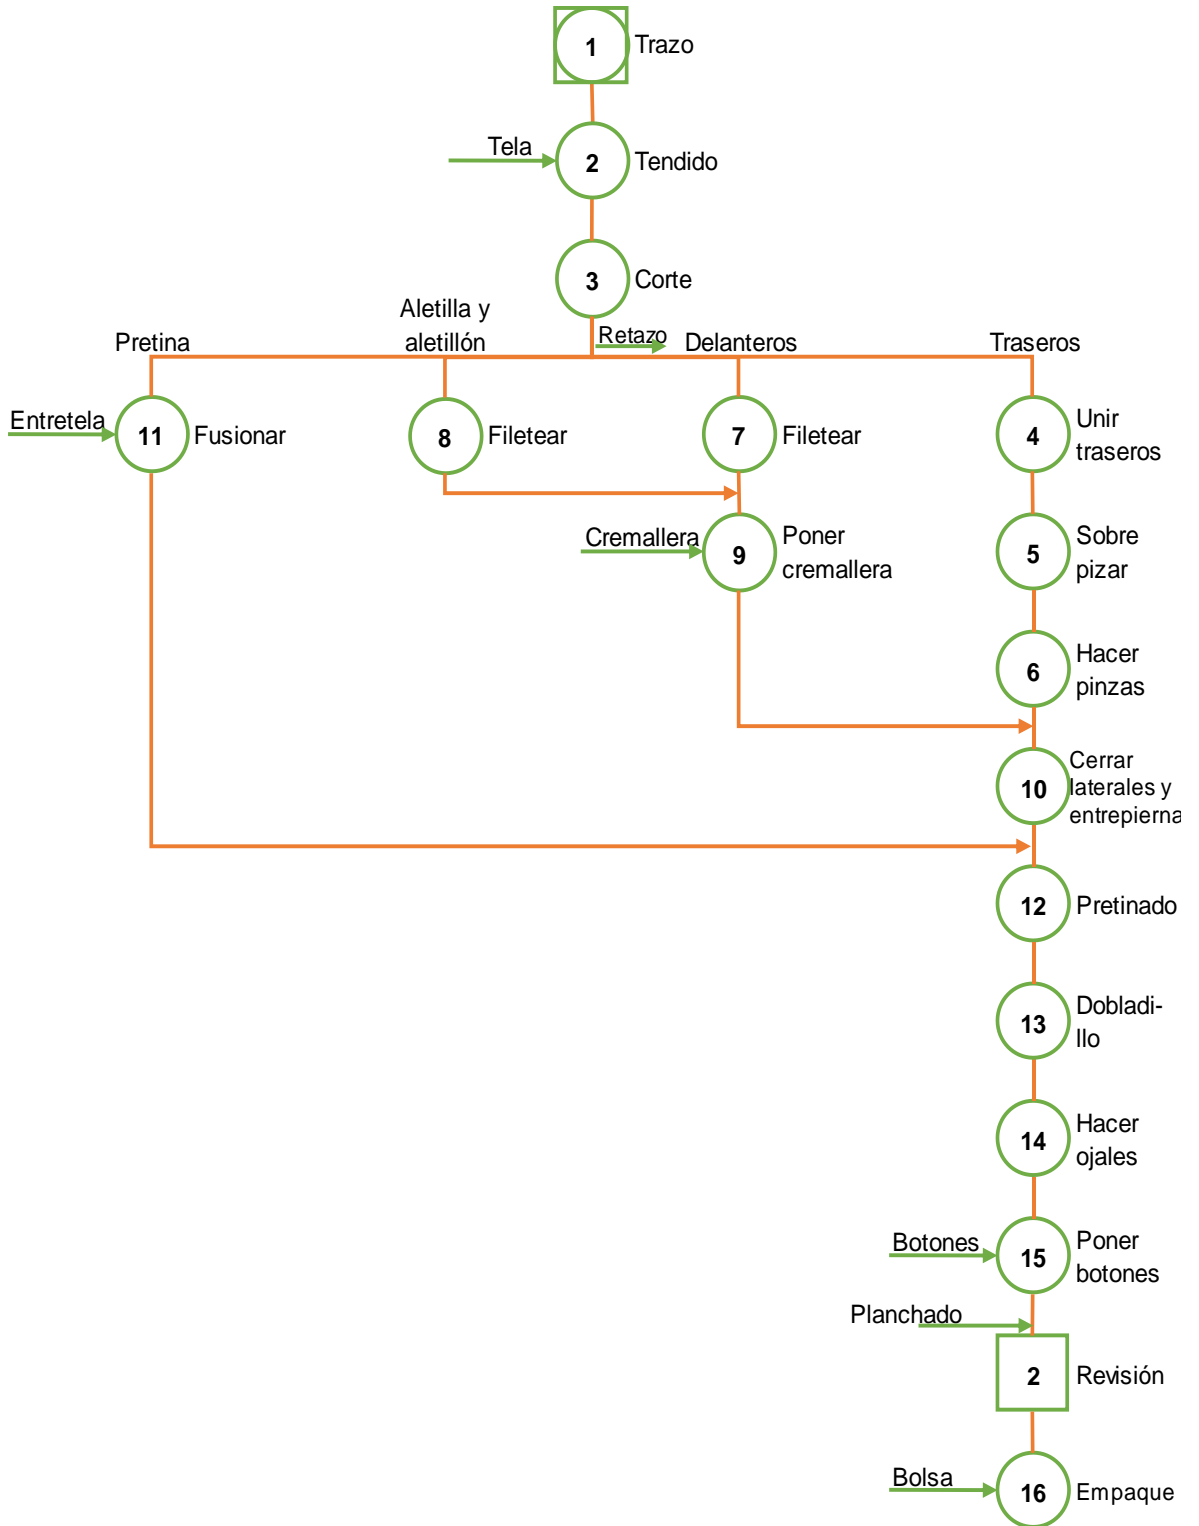 1 Trazo
Tela
2 Tendido
3 Corte
Aletilla y
aletillón
Pretina
Retazo
Delanteros
Traseros
Entretela
11 Fusionar
8 Filetear
7 Filetear
4
Unir
traseros
Cremallera
9
Poner
cremallera
5
Sobre
pizar
6
Hacer
pinzas
10
Cerrar
laterales y
entrepierna
12 Pretinado
13
Dobladi-
llo
14
Hacer
ojales
Botones
15
Poner
botones
Planchado
2 Revisión
Bolsa
16 Empaque